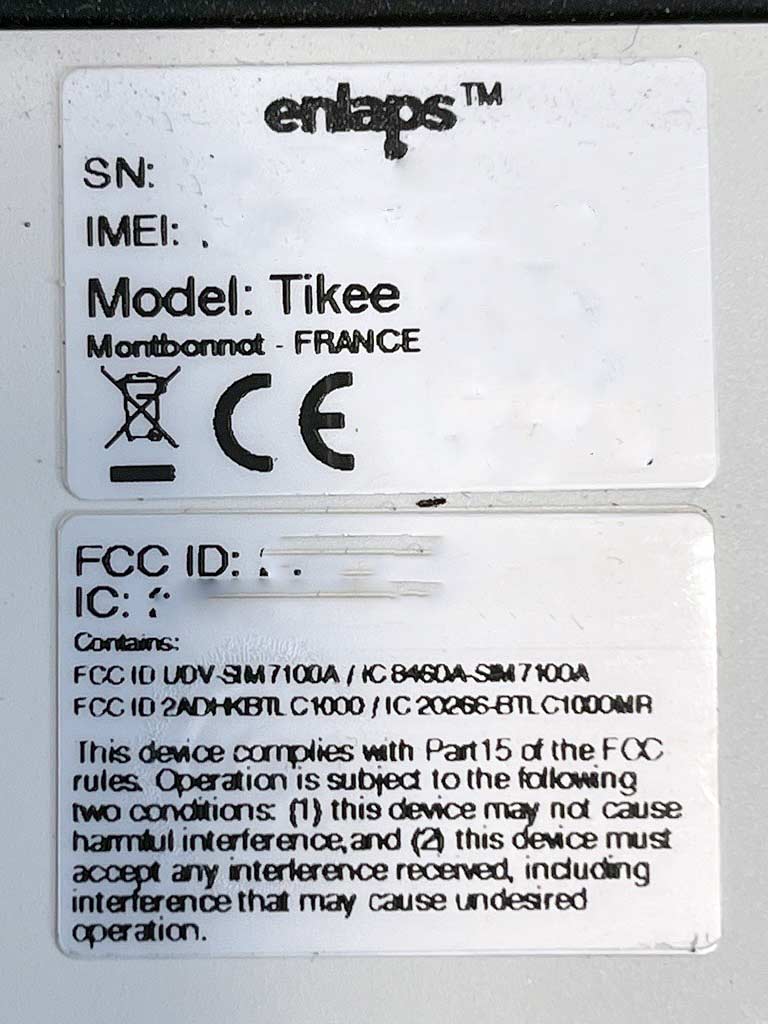 enlaps™
SN:
IMEI:
Model: Tikee
Montbonnot - FRANCE
CE
FCC ID:
IC:
Contains:
FCC ID UDV-SIM7100A / IC 8460A-SIM7100A
FCC ID 2ADHKBTLC1000 / IC 20266-BTLC1000MR
This device complies with Part 15 of the FCC
rules. Operation is subject to the following
two conditions: (1) this device may not cause
harmful interference, and (2) this device must
accept any interference received, including
interference that may cause undesired
operation.